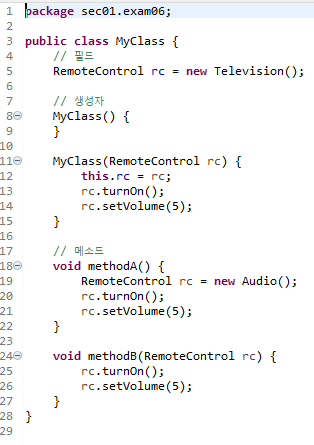 1 package sec01.exam06;
2
3 public class MyClass {
4 // 필드
5 RemoteControl rc = new Television();
6
7 // 생성자
8 MyClass() {
9 }
10
11 MyClass(RemoteControl rc) {
12 this.rc = rc;
13 rc.turnOn();
14 rc.setVolume(5);
15 }
16
17 // 메소드
18 void methodA() {
19 RemoteControl rc = new Audio();
20 rc.turnOn();
21 rc.setVolume(5);
22 }
23
24 void methodB(RemoteControl rc) {
25 rc.turnOn();
26 rc.setVolume(5);
27 }
28 }
29